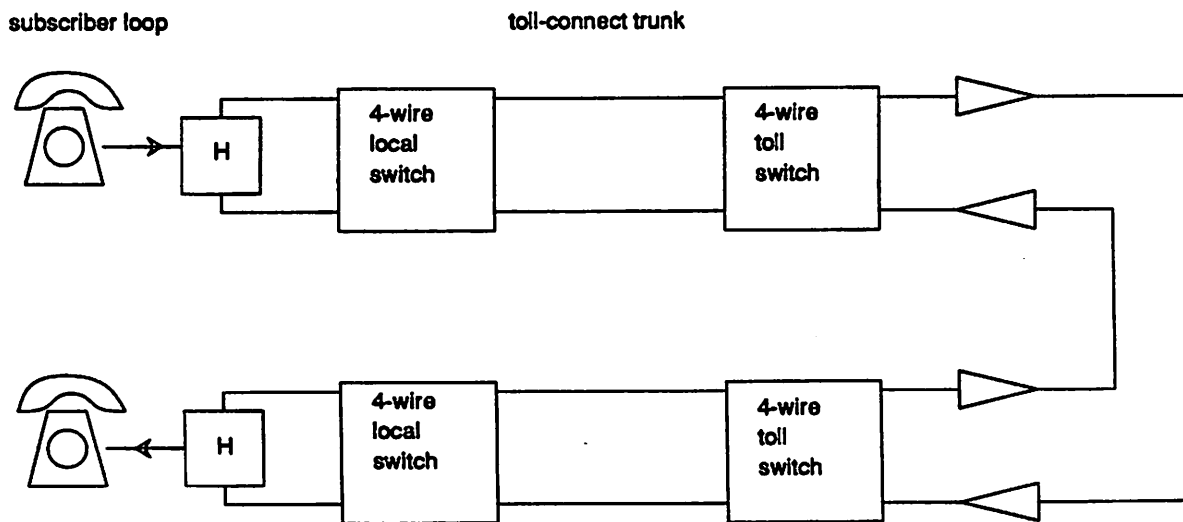 subscriber loop
toll-connect trunk
H
4-wire
local
switch
4-wire
toll
switch
H
4-wire
local
switch
4-wire
toll
switch